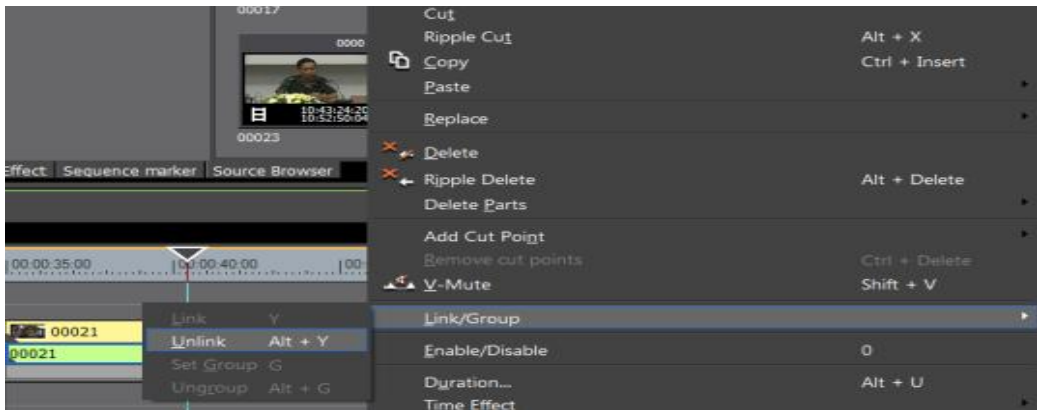 00017
0000
10:43:24:20
10:52:50:04
00023
Effect Sequence marker Source Browser
00:00:35:00 00:00:40:00 00:
00021
00021
Link Y
Unlink Alt + Y
Set Group G
Ungroup Alt + G
Cut
Ripple Cut Alt + X
Copy Ctrl + Insert
Paste
Replace
Delete
Ripple Delete Alt + Delete
Delete Parts
Add Cut Point
Remove cut points Ctrl + Delete
V-Mute Shift + V
Link/Group
Enable/Disable 0
Duration... Alt + U
Time Effect